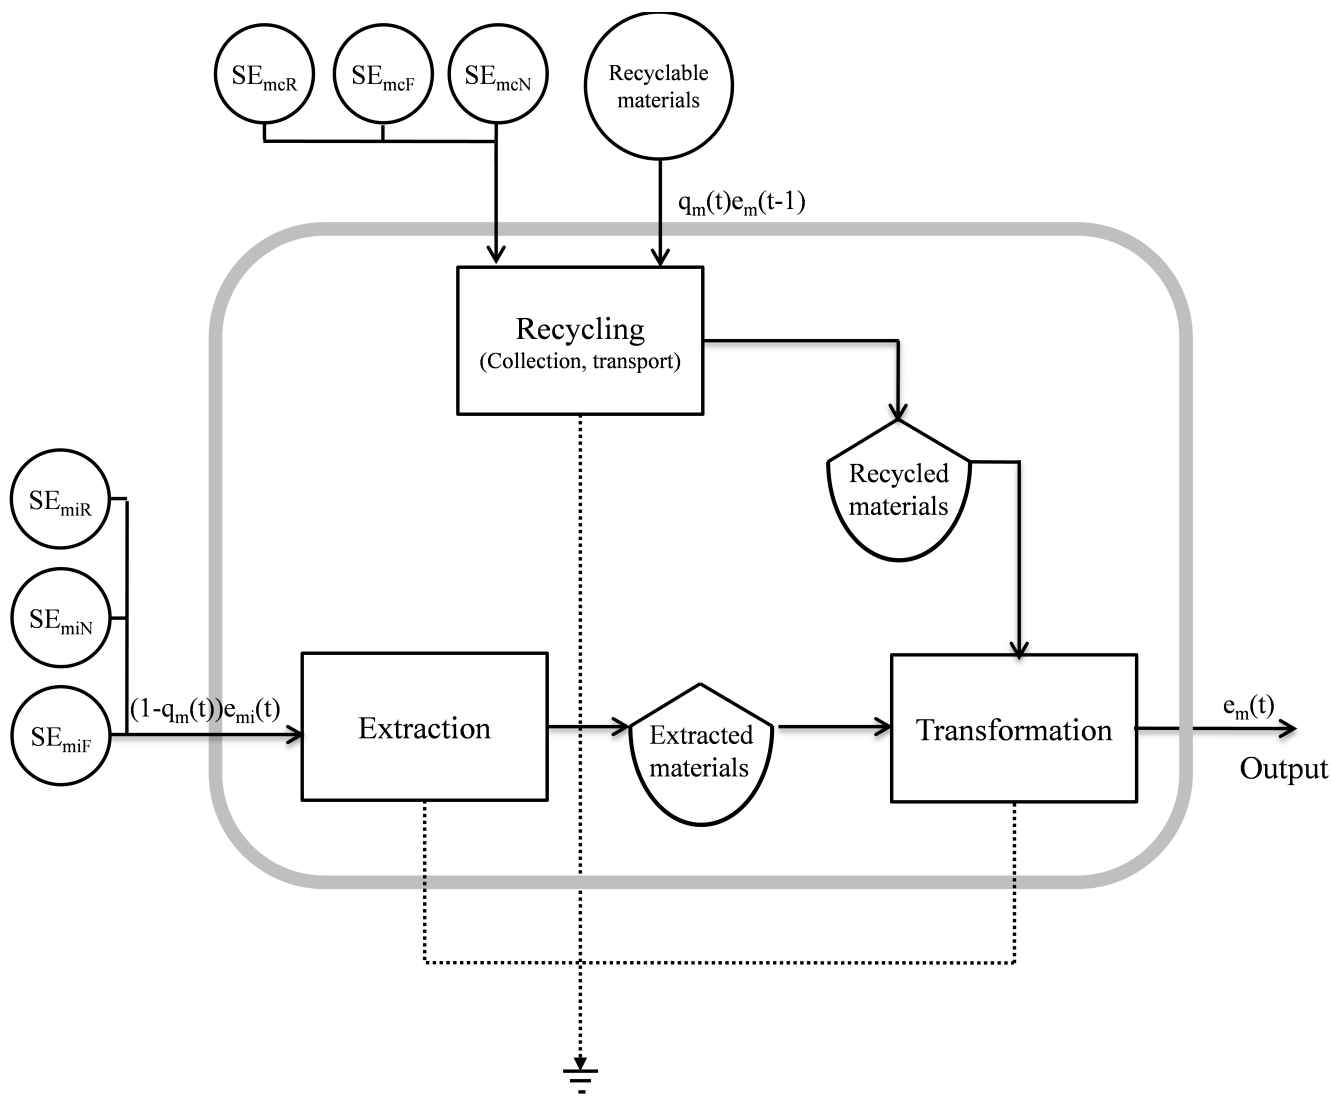 SEmcR
SEmcF
SEmcN
Recyclable
materials
qm(t)em(t-1)
Recycling
(Collection, transport)
Recycled
materials
SEmiR
SEmiN
SEmiF
(1-qm(t))emi(t)
Extraction
Extracted
materials
Transformation
em(t)
Output